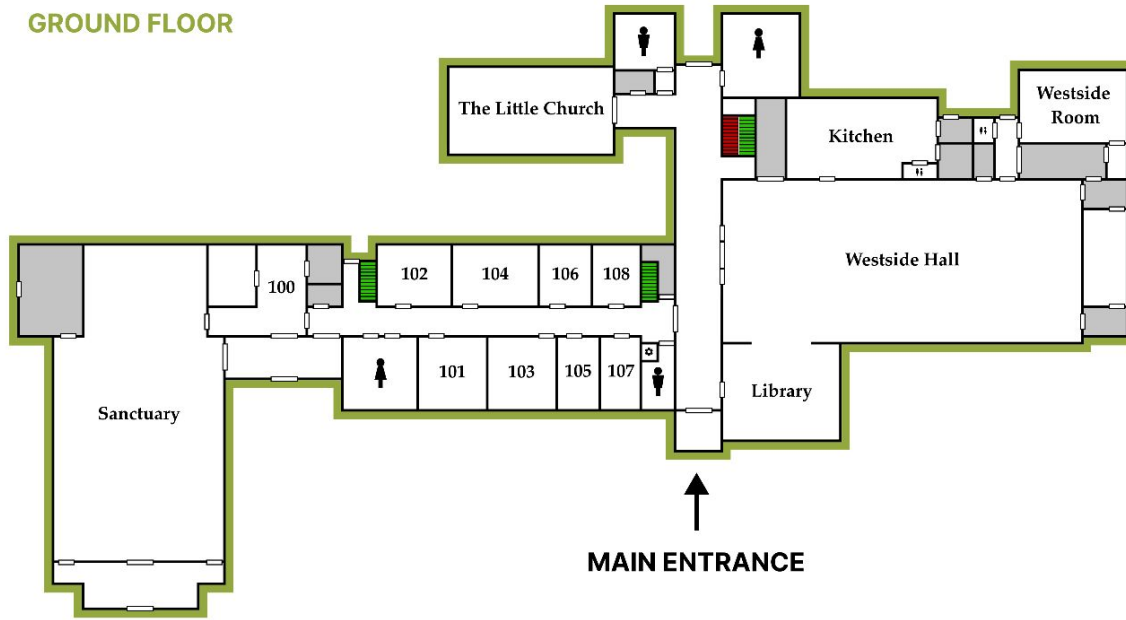 GROUND FLOOR
The Little Church
Kitchen
Westside
Room
Westside Hall
100
102
104
106
108
101
103
105
107
Library
Sanctuary
MAIN ENTRANCE